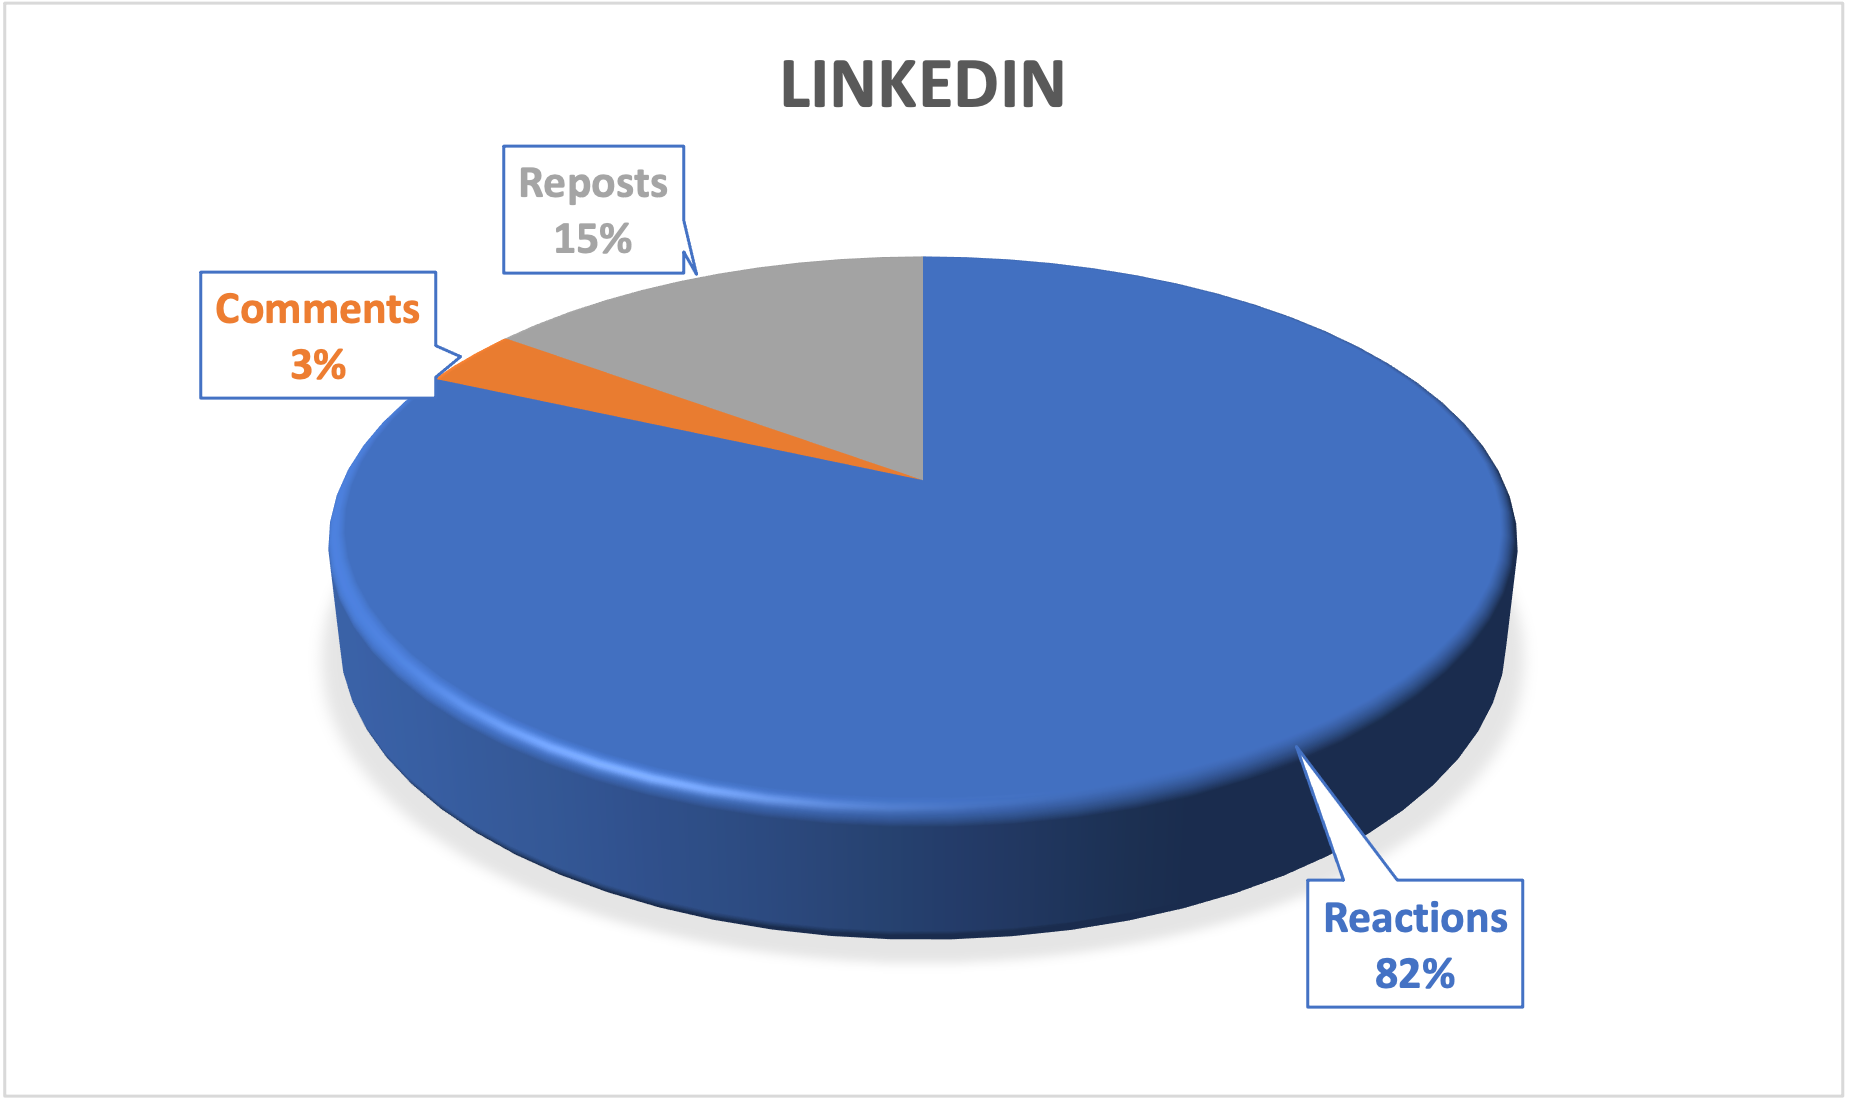 LINKEDIN
Reposts
15%
Comments
3%
Reactions
82%